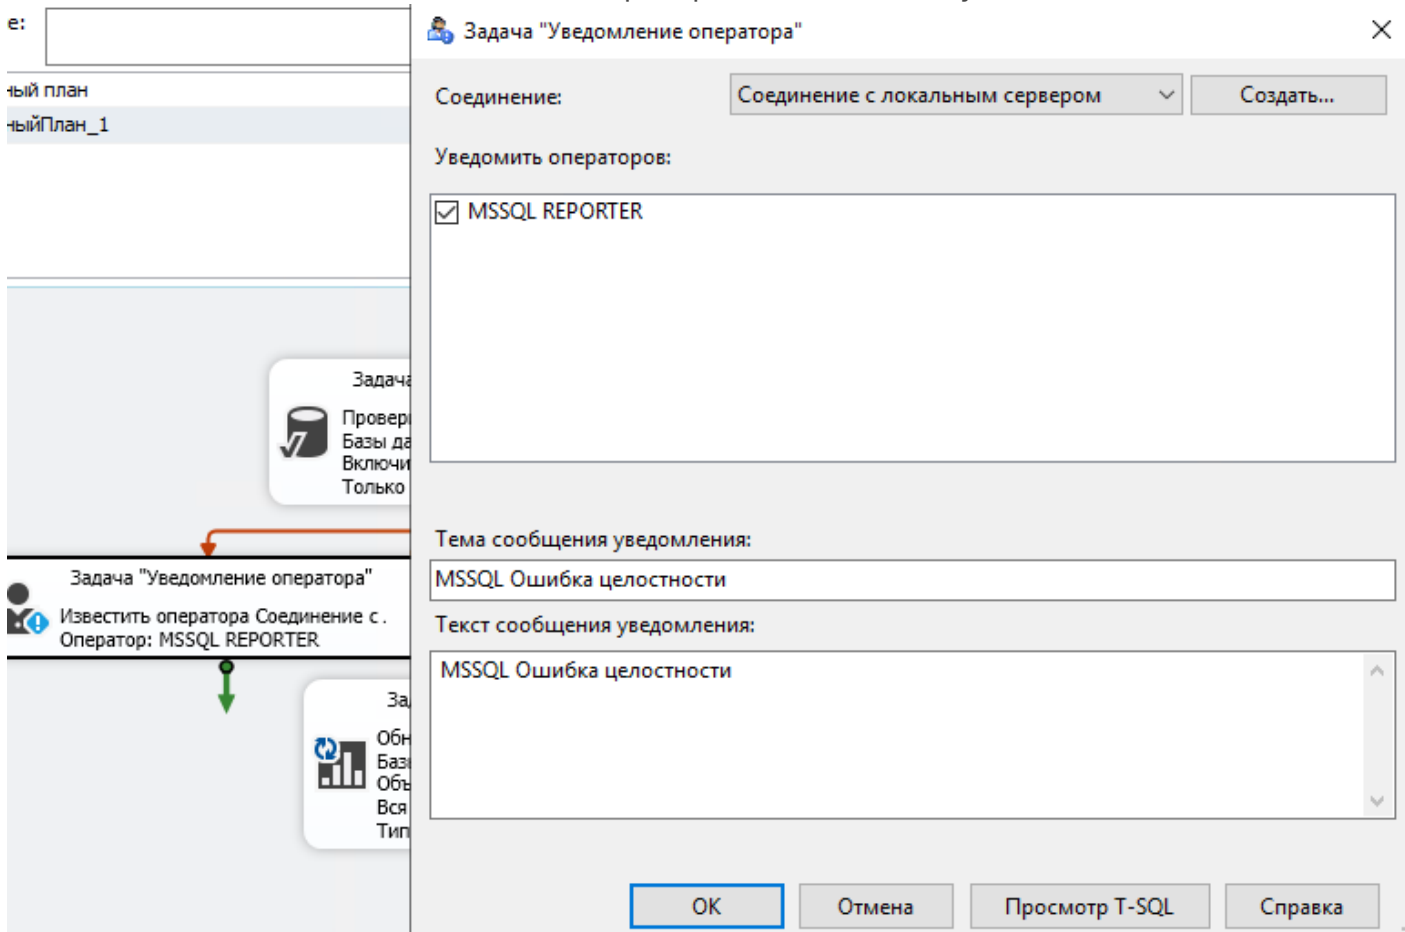 е:
Задача "Уведомление оператора"
Соединение:
Соединение с локальным сервером
Создать...
ный план
ныйПлан_1
Уведомить операторов:
MSSQL REPORTER
Задача
Провер
Базы да
Включи
Только
Задача "Уведомление оператора"
Известить оператора Соединение с .
Оператор: MSSQL REPORTER
За
Обн
Баз
Объ
Вся
Тип
Тема сообщения уведомления:
MSSQL Ошибка целостности
Текст сообщения уведомления:
MSSQL Ошибка целостности
ОК
Отмена
Просмотр T-SQL
Справка